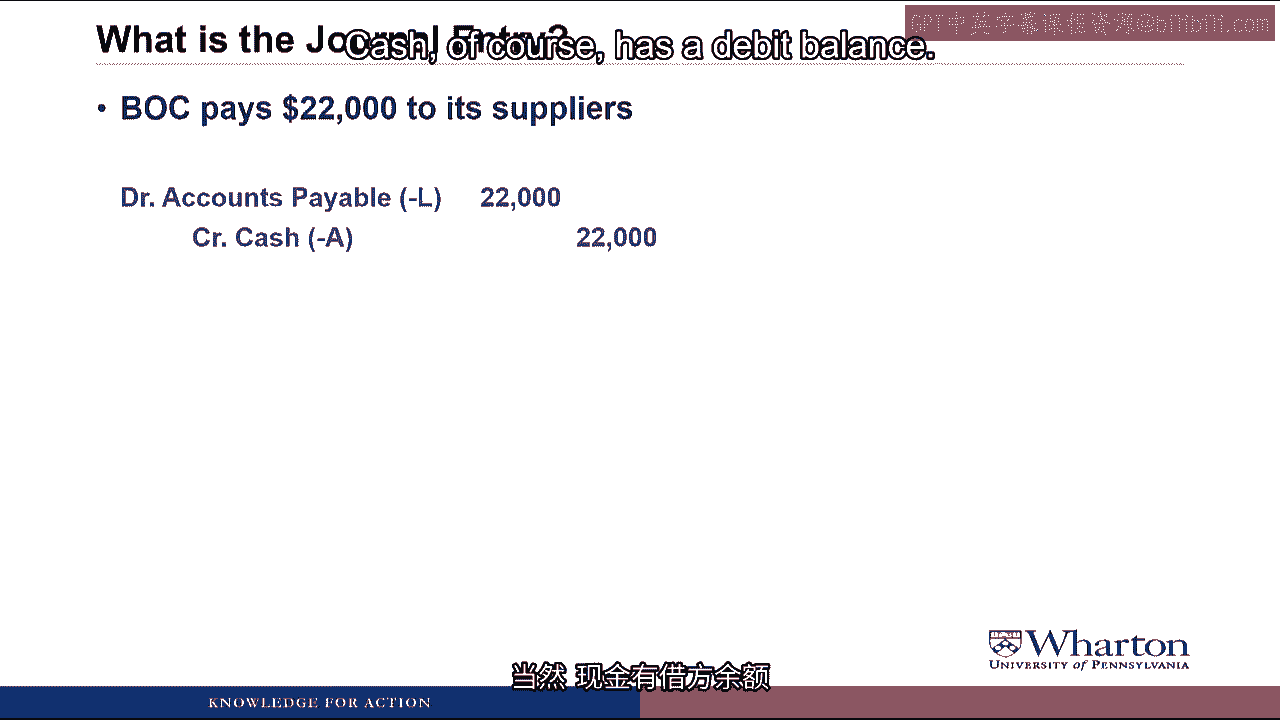 GPT中英字幕课程资源@bilibili.com
What is the Journal Entry?
Cash, of course, has a debit balance.
• BOC pays $22,000 to its suppliers
Dr. Accounts Payable (-L) 22,000
Cr. Cash (-A) 22,000
Wharton
UNIVERSITY of PENNSYLVANIA
当然 现金有借方余额
KNOWLEDGE FOR ACTION